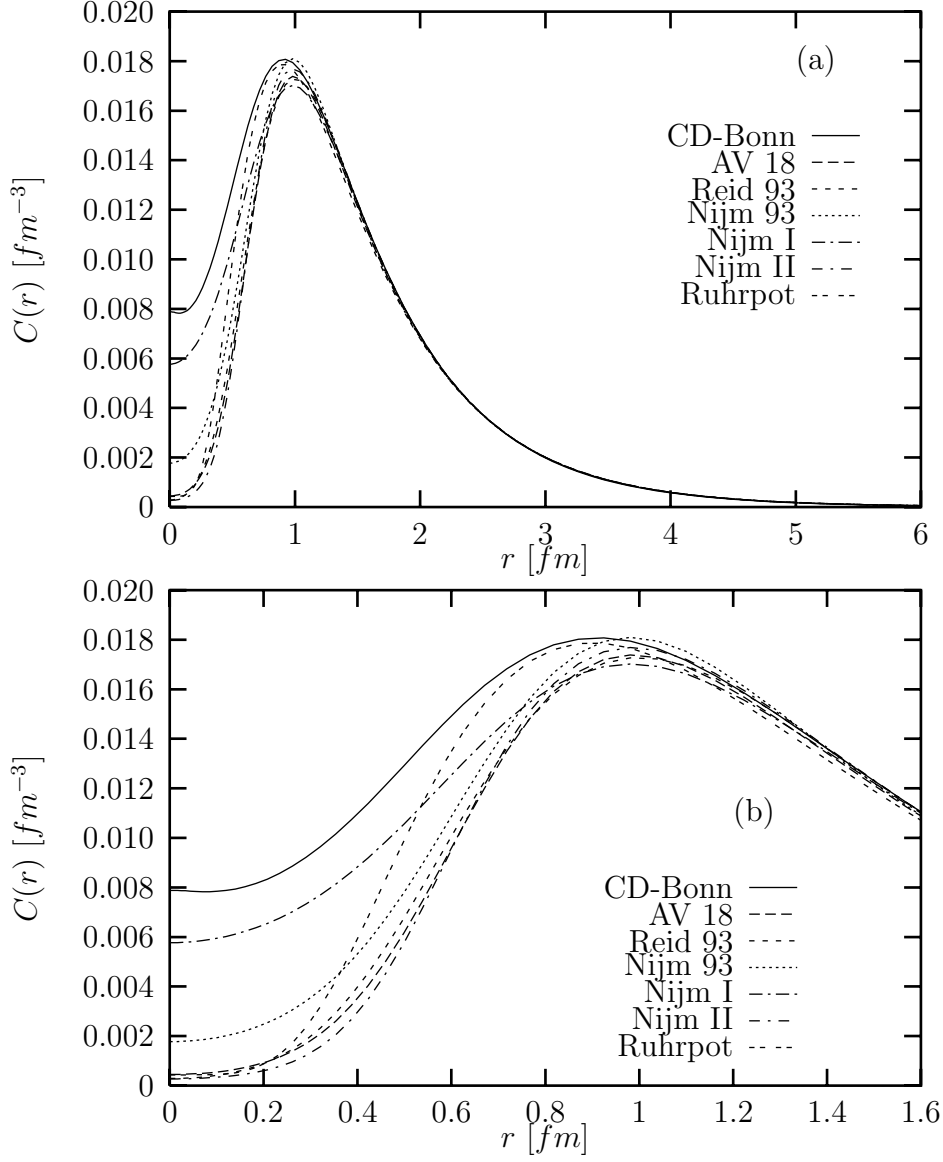 0.020
(a)
0.018
0.016
CD-Bonn
0.014
AV 18
Reid 93
0.012
Nijm 93
C(r) [fm⁻³]
0.010
Nijm I
Nijm II
0.008
Ruhrpot
0.006
0.004
0.002
0
0 1 2 3 4 5 6
r [fm]
0.020
0.018
0.016
0.014
0.012
(b)
C(r) [fm⁻³]
0.010
0.008
CD-Bonn
AV 18
0.006
Reid 93
Nijm 93
0.004
Nijm I
Nijm II
0.002
Ruhrpot
0
0 0.2 0.4 0.6 0.8 1 1.2 1.4 1.6
r [fm]